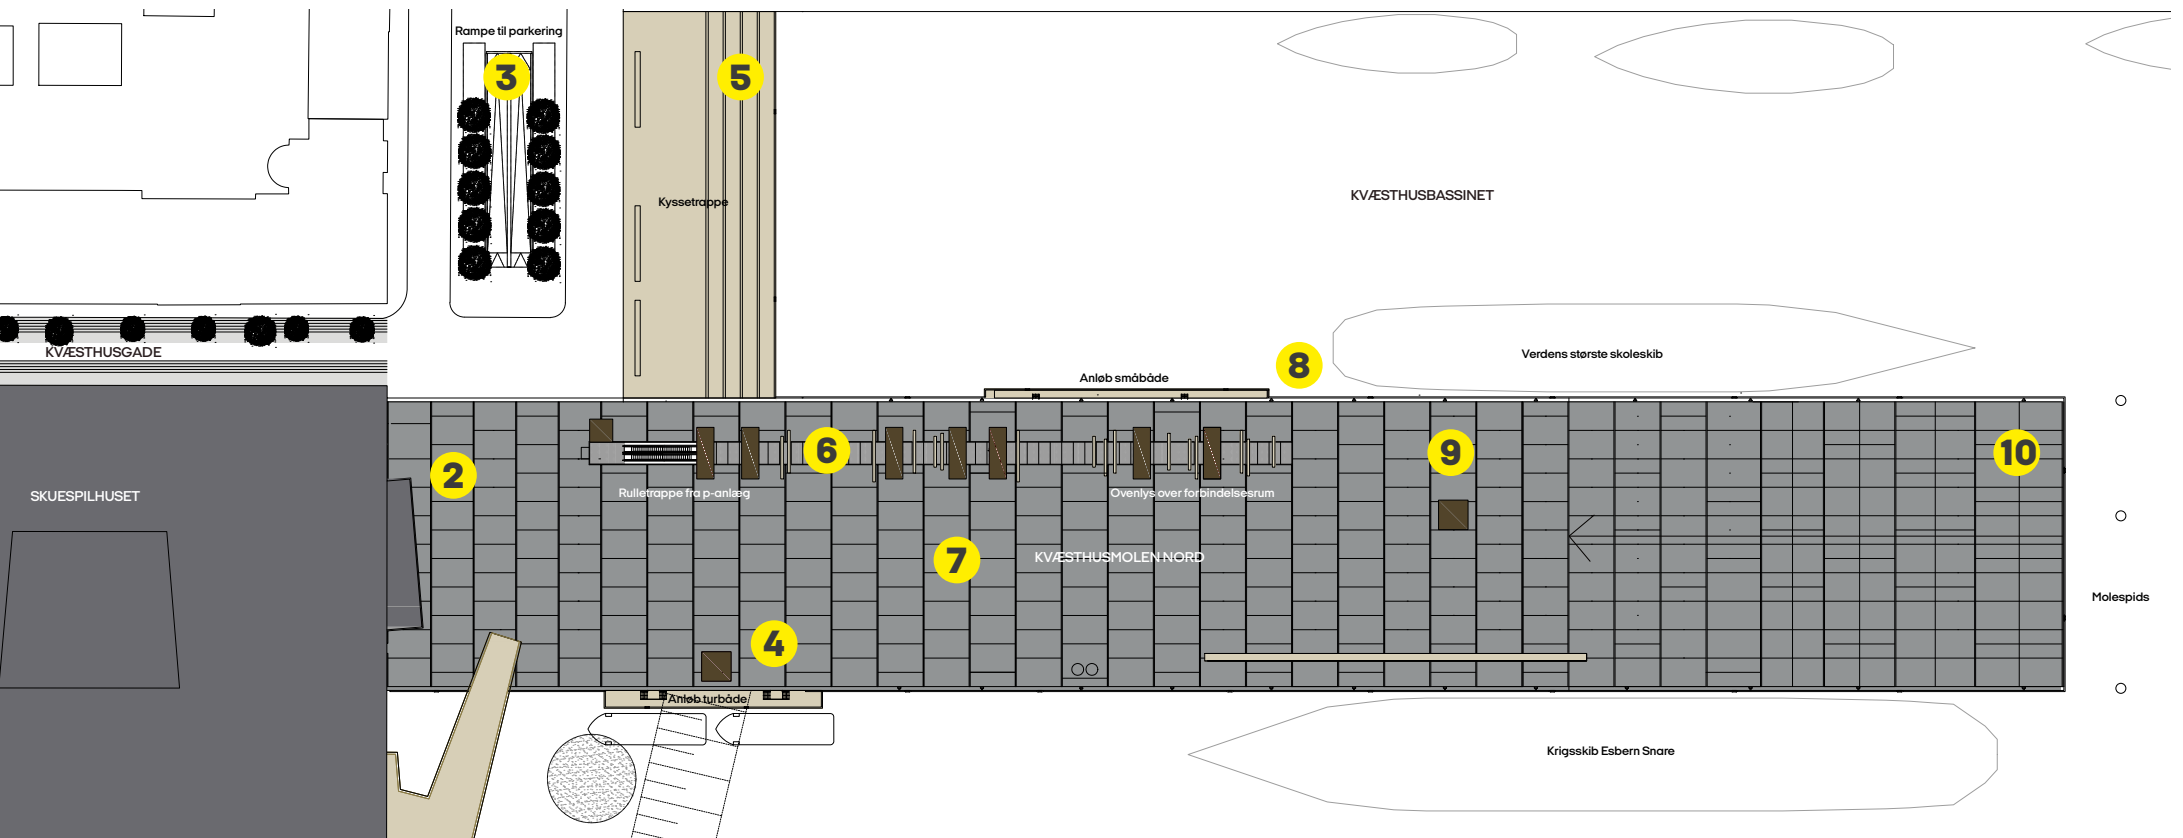 Rampe til parkering
3
5
Kyssetrappe
KVÆSTHUSBASSINET
KVÆSTHUSGADE
Verdens største skoleskib
8
Anløb småbåde
6
9
10
2
SKUESPILHUSET
Rulletrappe fra p-anlæg
Ovenlys over forbindelsesrum
7
KVÆSTHUSMOLEN NORD
Molespids
4
Anløb turbåde
Krigsskib Esbern Snare